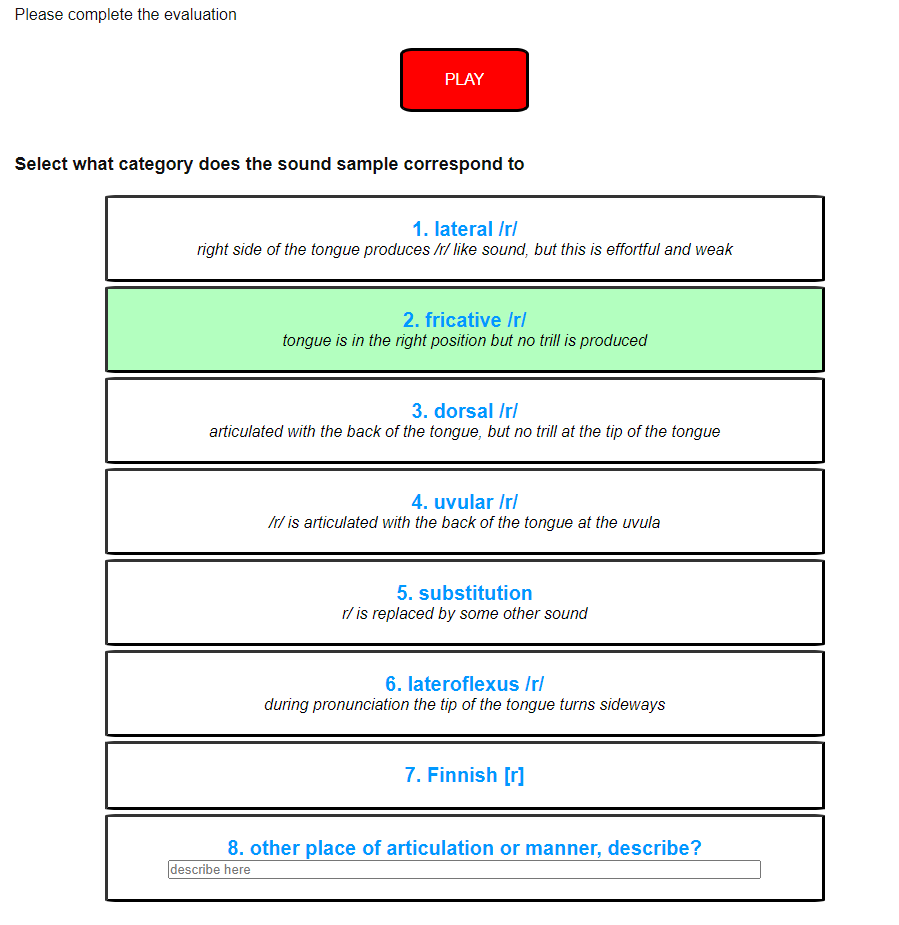 Please complete the evaluation
PLAY
Select what category does the sound sample correspond to
1. lateral /r/
right side of the tongue produces /r/ like sound, but this is effortful and weak
2. fricative /r/
tongue is in the right position but no trill is produced
3. dorsal /r/
articulated with the back of the tongue, but no trill at the tip of the tongue
4. uvular /r/
/r/ is articulated with the back of the tongue at the uvula
5. substitution
r/ is replaced by some other sound
6. lateroflexus /r/
during pronunciation the tip of the tongue turns sideways
7. Finnish [r]
8. other place of articulation or manner, describe?
describe here